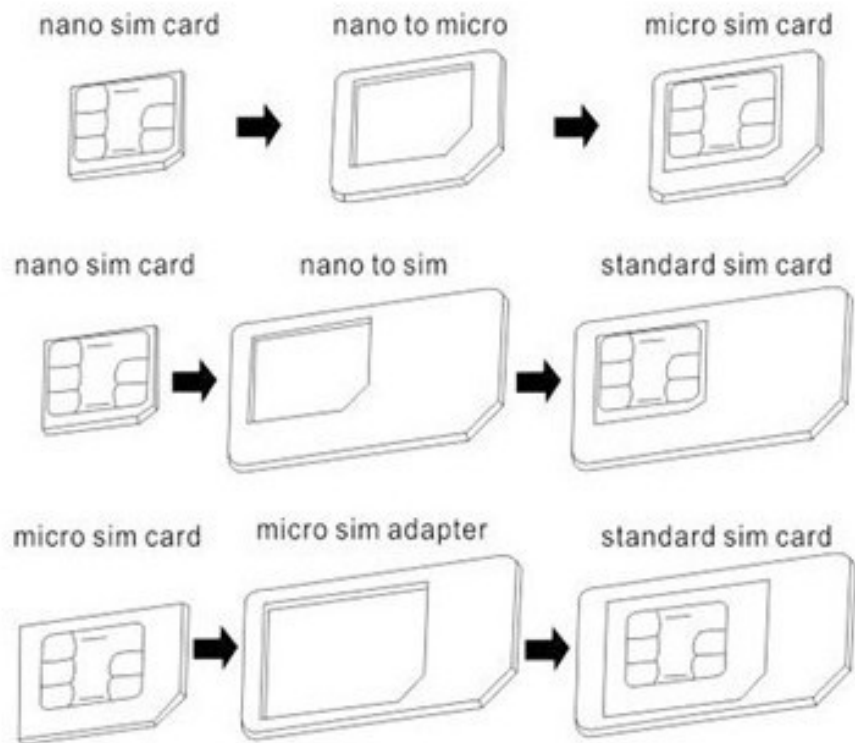 nano sim card
nano to micro
micro sim card
nano sim card
nano to sim
standard sim card
micro sim card
micro sim adapter
standard sim card